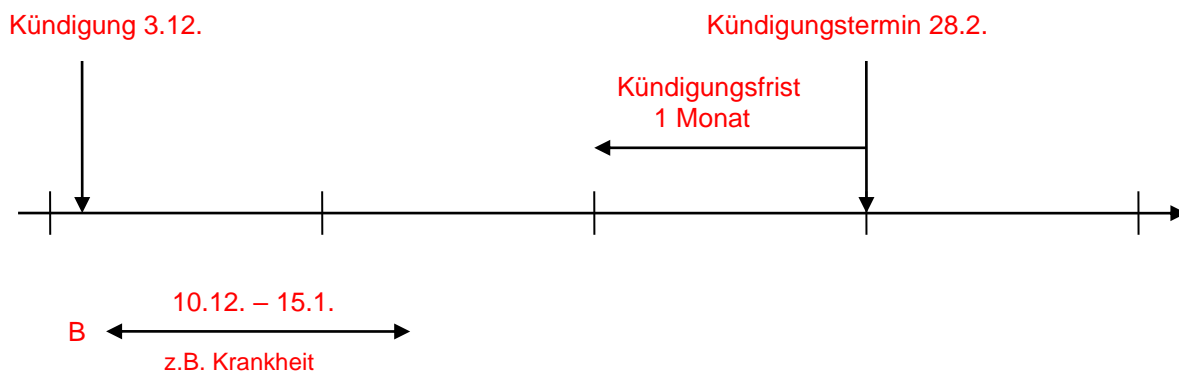 Kündigung 3.12.
Kündigungstermin 28.2.
Kündigungsfrist
1 Monat
10.12. – 15.1.
B
z.B. Krankheit